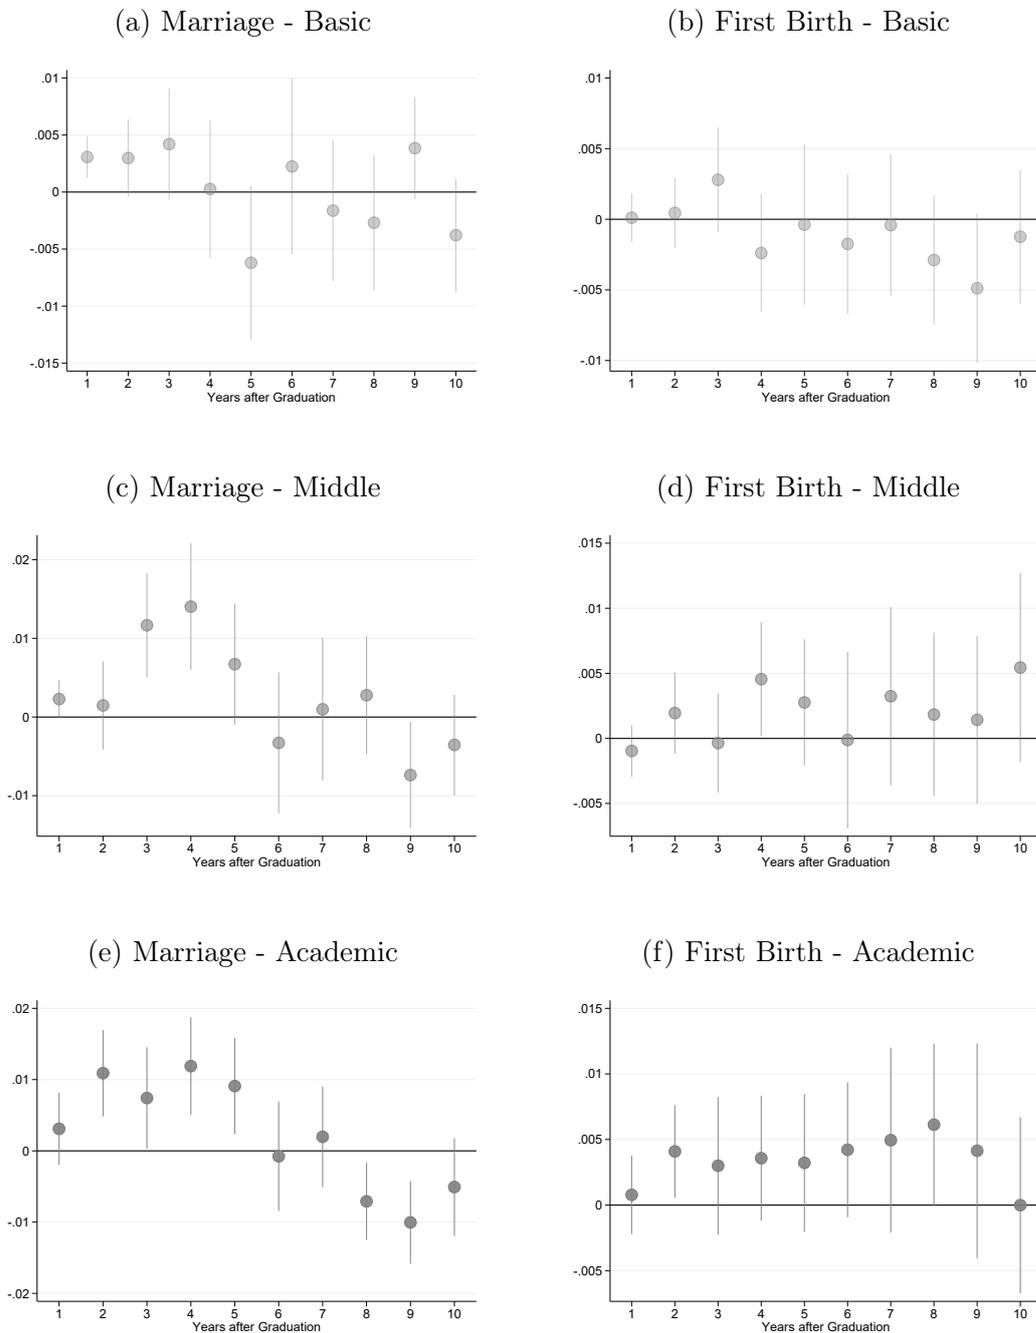 (a) Marriage - Basic
.01
.005
0
-.005
-.01
-.015
1 2 3 4 5 6 7 8 9 10
Years after Graduation
(b) First Birth - Basic
.01
.005
0
-.005
-.01
1 2 3 4 5 6 7 8 9 10
Years after Graduation
(c) Marriage - Middle
.02
.01
0
-.01
1 2 3 4 5 6 7 8 9 10
Years after Graduation
(d) First Birth - Middle
.015
.01
.005
0
-.005
1 2 3 4 5 6 7 8 9 10
Years after Graduation
(e) Marriage - Academic
.02
.01
0
-.01
-.02
1 2 3 4 5 6 7 8 9 10
Years after Graduation
(f) First Birth - Academic
.015
.01
.005
0
-.005
1 2 3 4 5 6 7 8 9 10
Years after Graduation